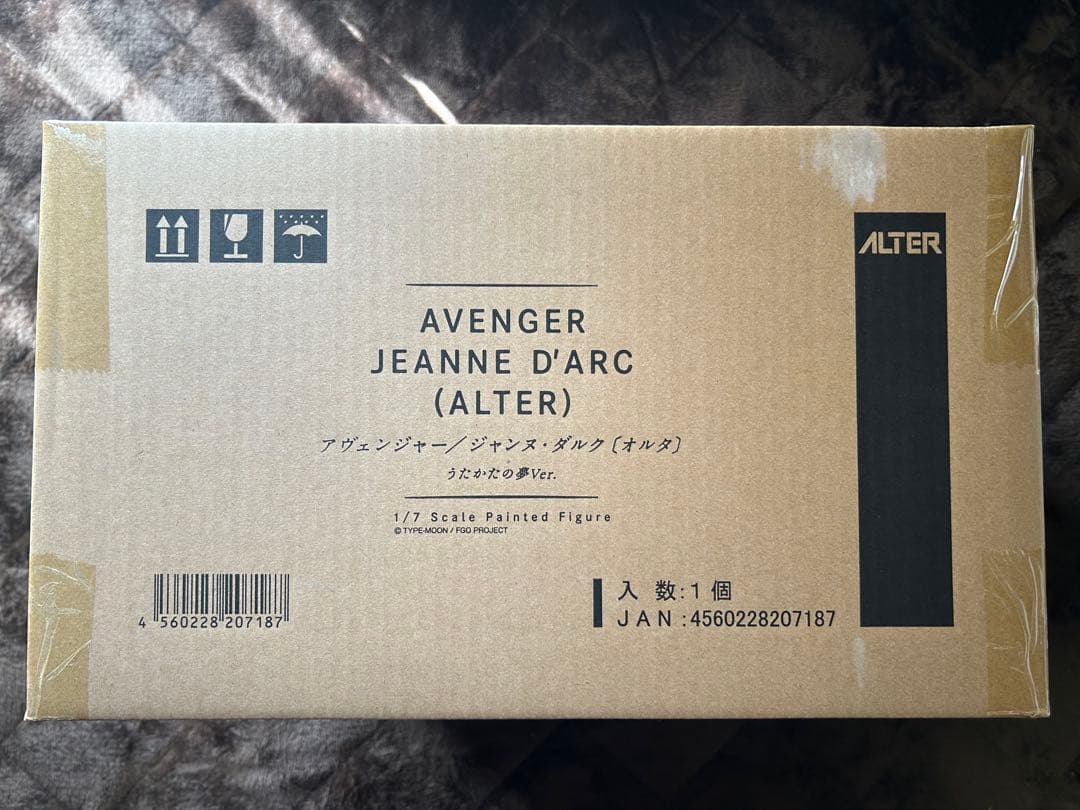 ALTER
AVENGER
JEANNE D'ARC
(ALTER)
アヴェンジャー/ジャンヌ・ダルク〔オルタ〕
うたかたの夢Ver.
1/7 Scale Painted Figure
© TYPE-MOON / FGO PROJECT
4 560228 207187
入 数:1 個
JAN :4560228207187